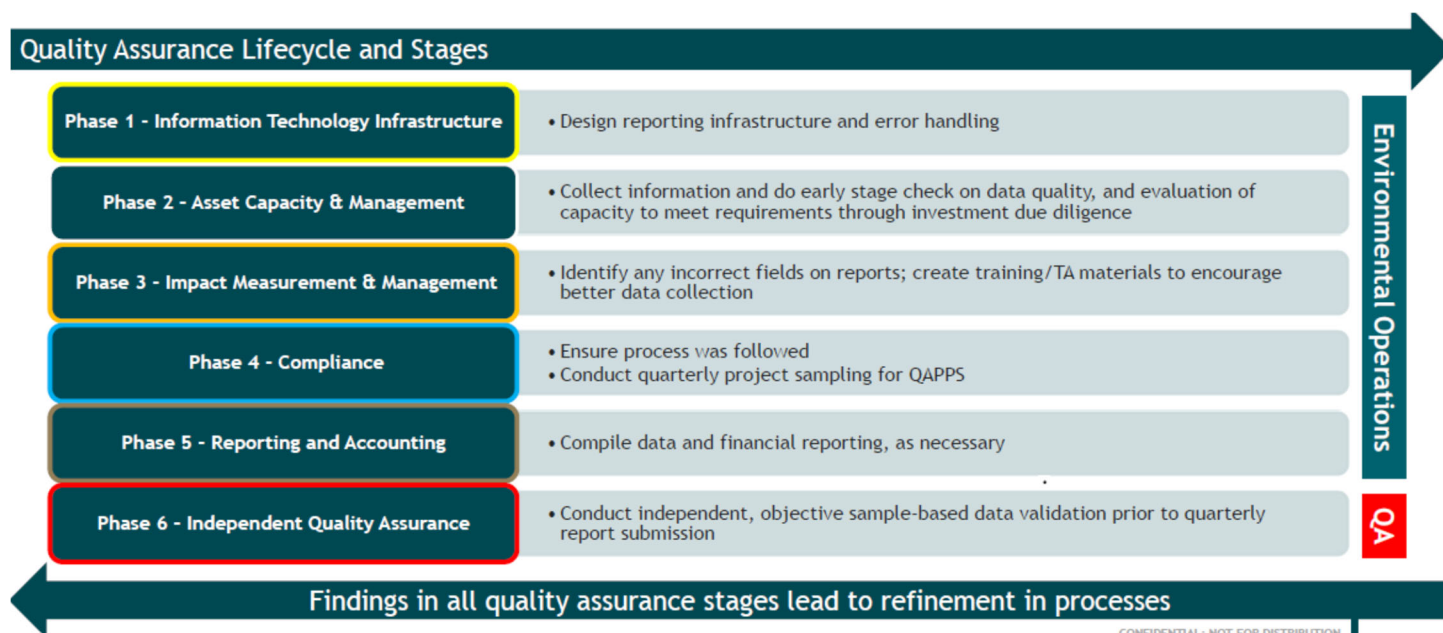 Quality Assurance Lifecycle and Stages
Phase 1 - Information Technology Infrastructure
• Design reporting infrastructure and error handling
Phase 2 – Asset Capacity & Management
• Collect information and do early stage check on data quality, and evaluation of
capacity to meet requirements through investment due diligence
Phase 3 - Impact Measurement & Management
• Identify any incorrect fields on reports; create training/TA materials to encourage
better data collection
Phase 4 - Compliance
• Ensure process was followed
• Conduct quarterly project sampling for QAPPS
Phase 5 - Reporting and Accounting
• Compile data and financial reporting, as necessary
Environmental Operations
Phase 6 - Independent Quality Assurance
• Conduct independent, objective sample-based data validation prior to quarterly
report submission
QA
Findings in all quality assurance stages lead to refinement in processes
CONFIDENTIAL: NOT FOR DISTRIBUTION